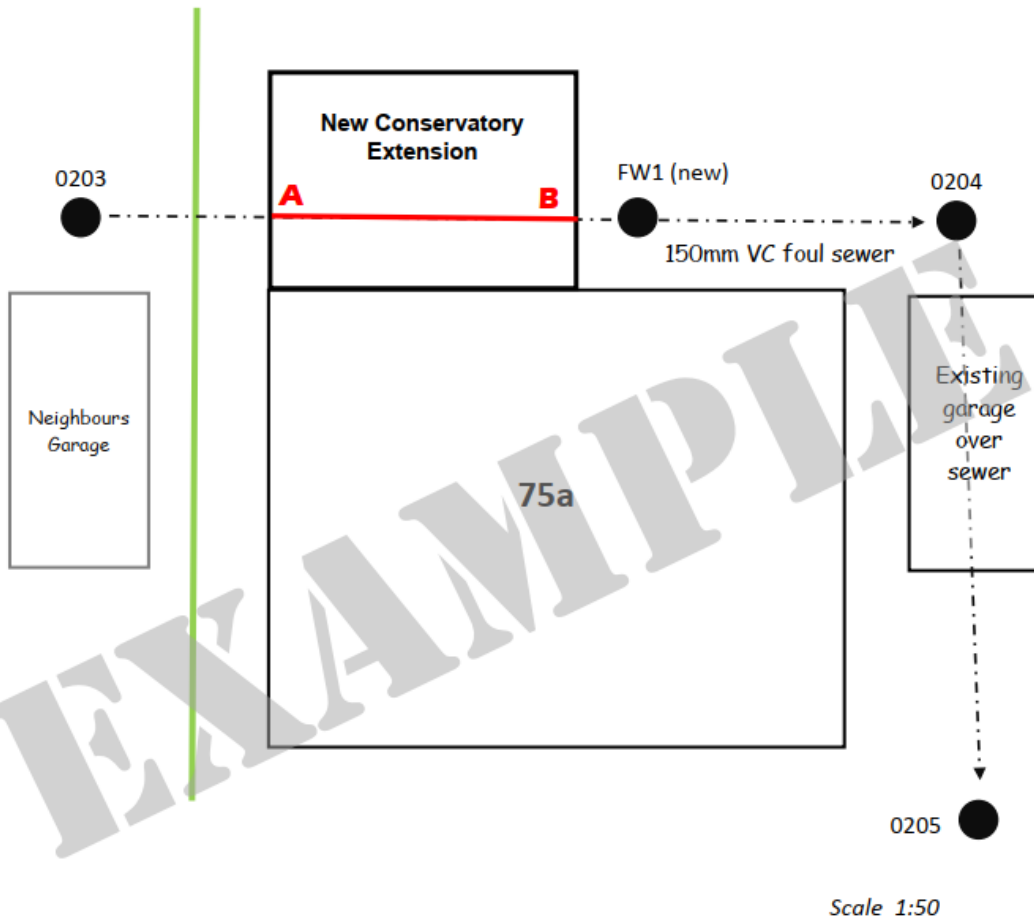 New Conservatory
Extension
0203
A
B
FW1 (new)
0204
150mm VC foul sewer
Neighbours
Garage
Existing
garage
over
sewer
75a
EXAMPLE
0205
Scale 1:50